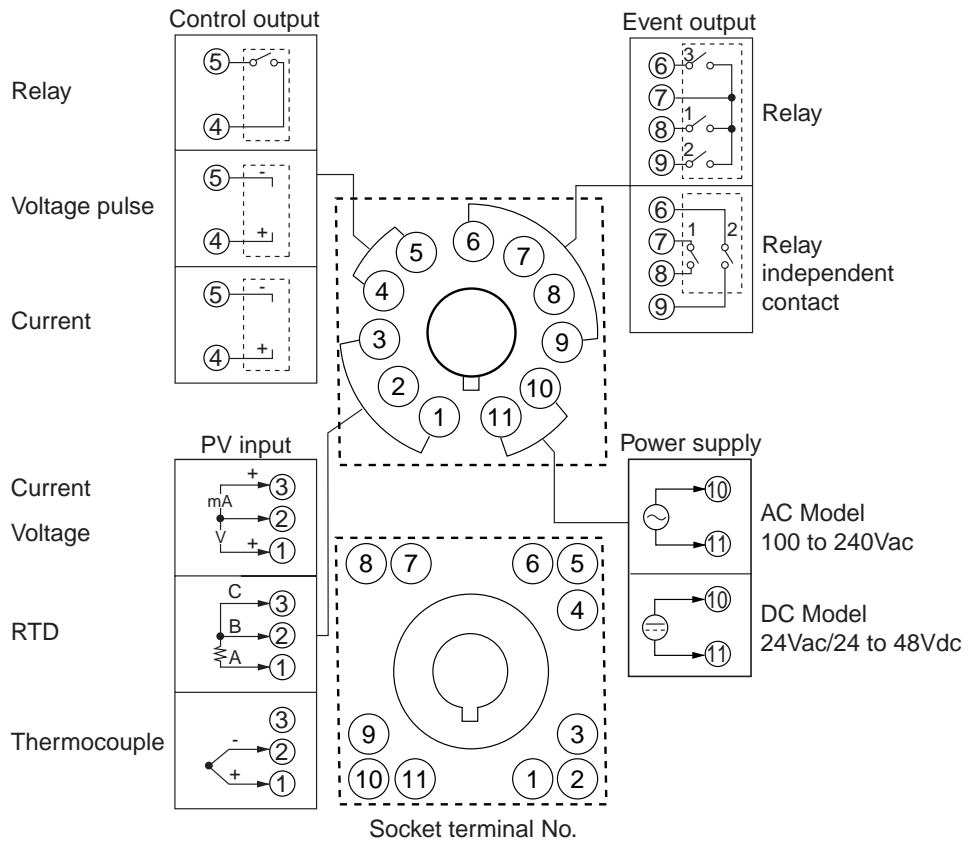 Control output
Event output
Relay
⑤
④
Voltage pulse
⑤ -
④ +
Current
⑤ -
④ +
⑥ 3
⑦
⑧ 1
⑨ 2
Relay
⑥
⑦ 1 2
⑧
⑨
Relay
independent
contact
6
5
7
4
8
3
9
2
10
1
11
PV input
Current
Voltage
+ ③
mA
②
V
+ ①
RTD
C ③
B ②
A ①
Thermocouple
③
- ②
+ ①
Power supply
⑩
⑪
AC Model
100 to 240Vac
⑩
⑪
DC Model
24Vac/24 to 48Vdc
8 7 6 5
4
9 3
10 11 1 2
Socket terminal No.